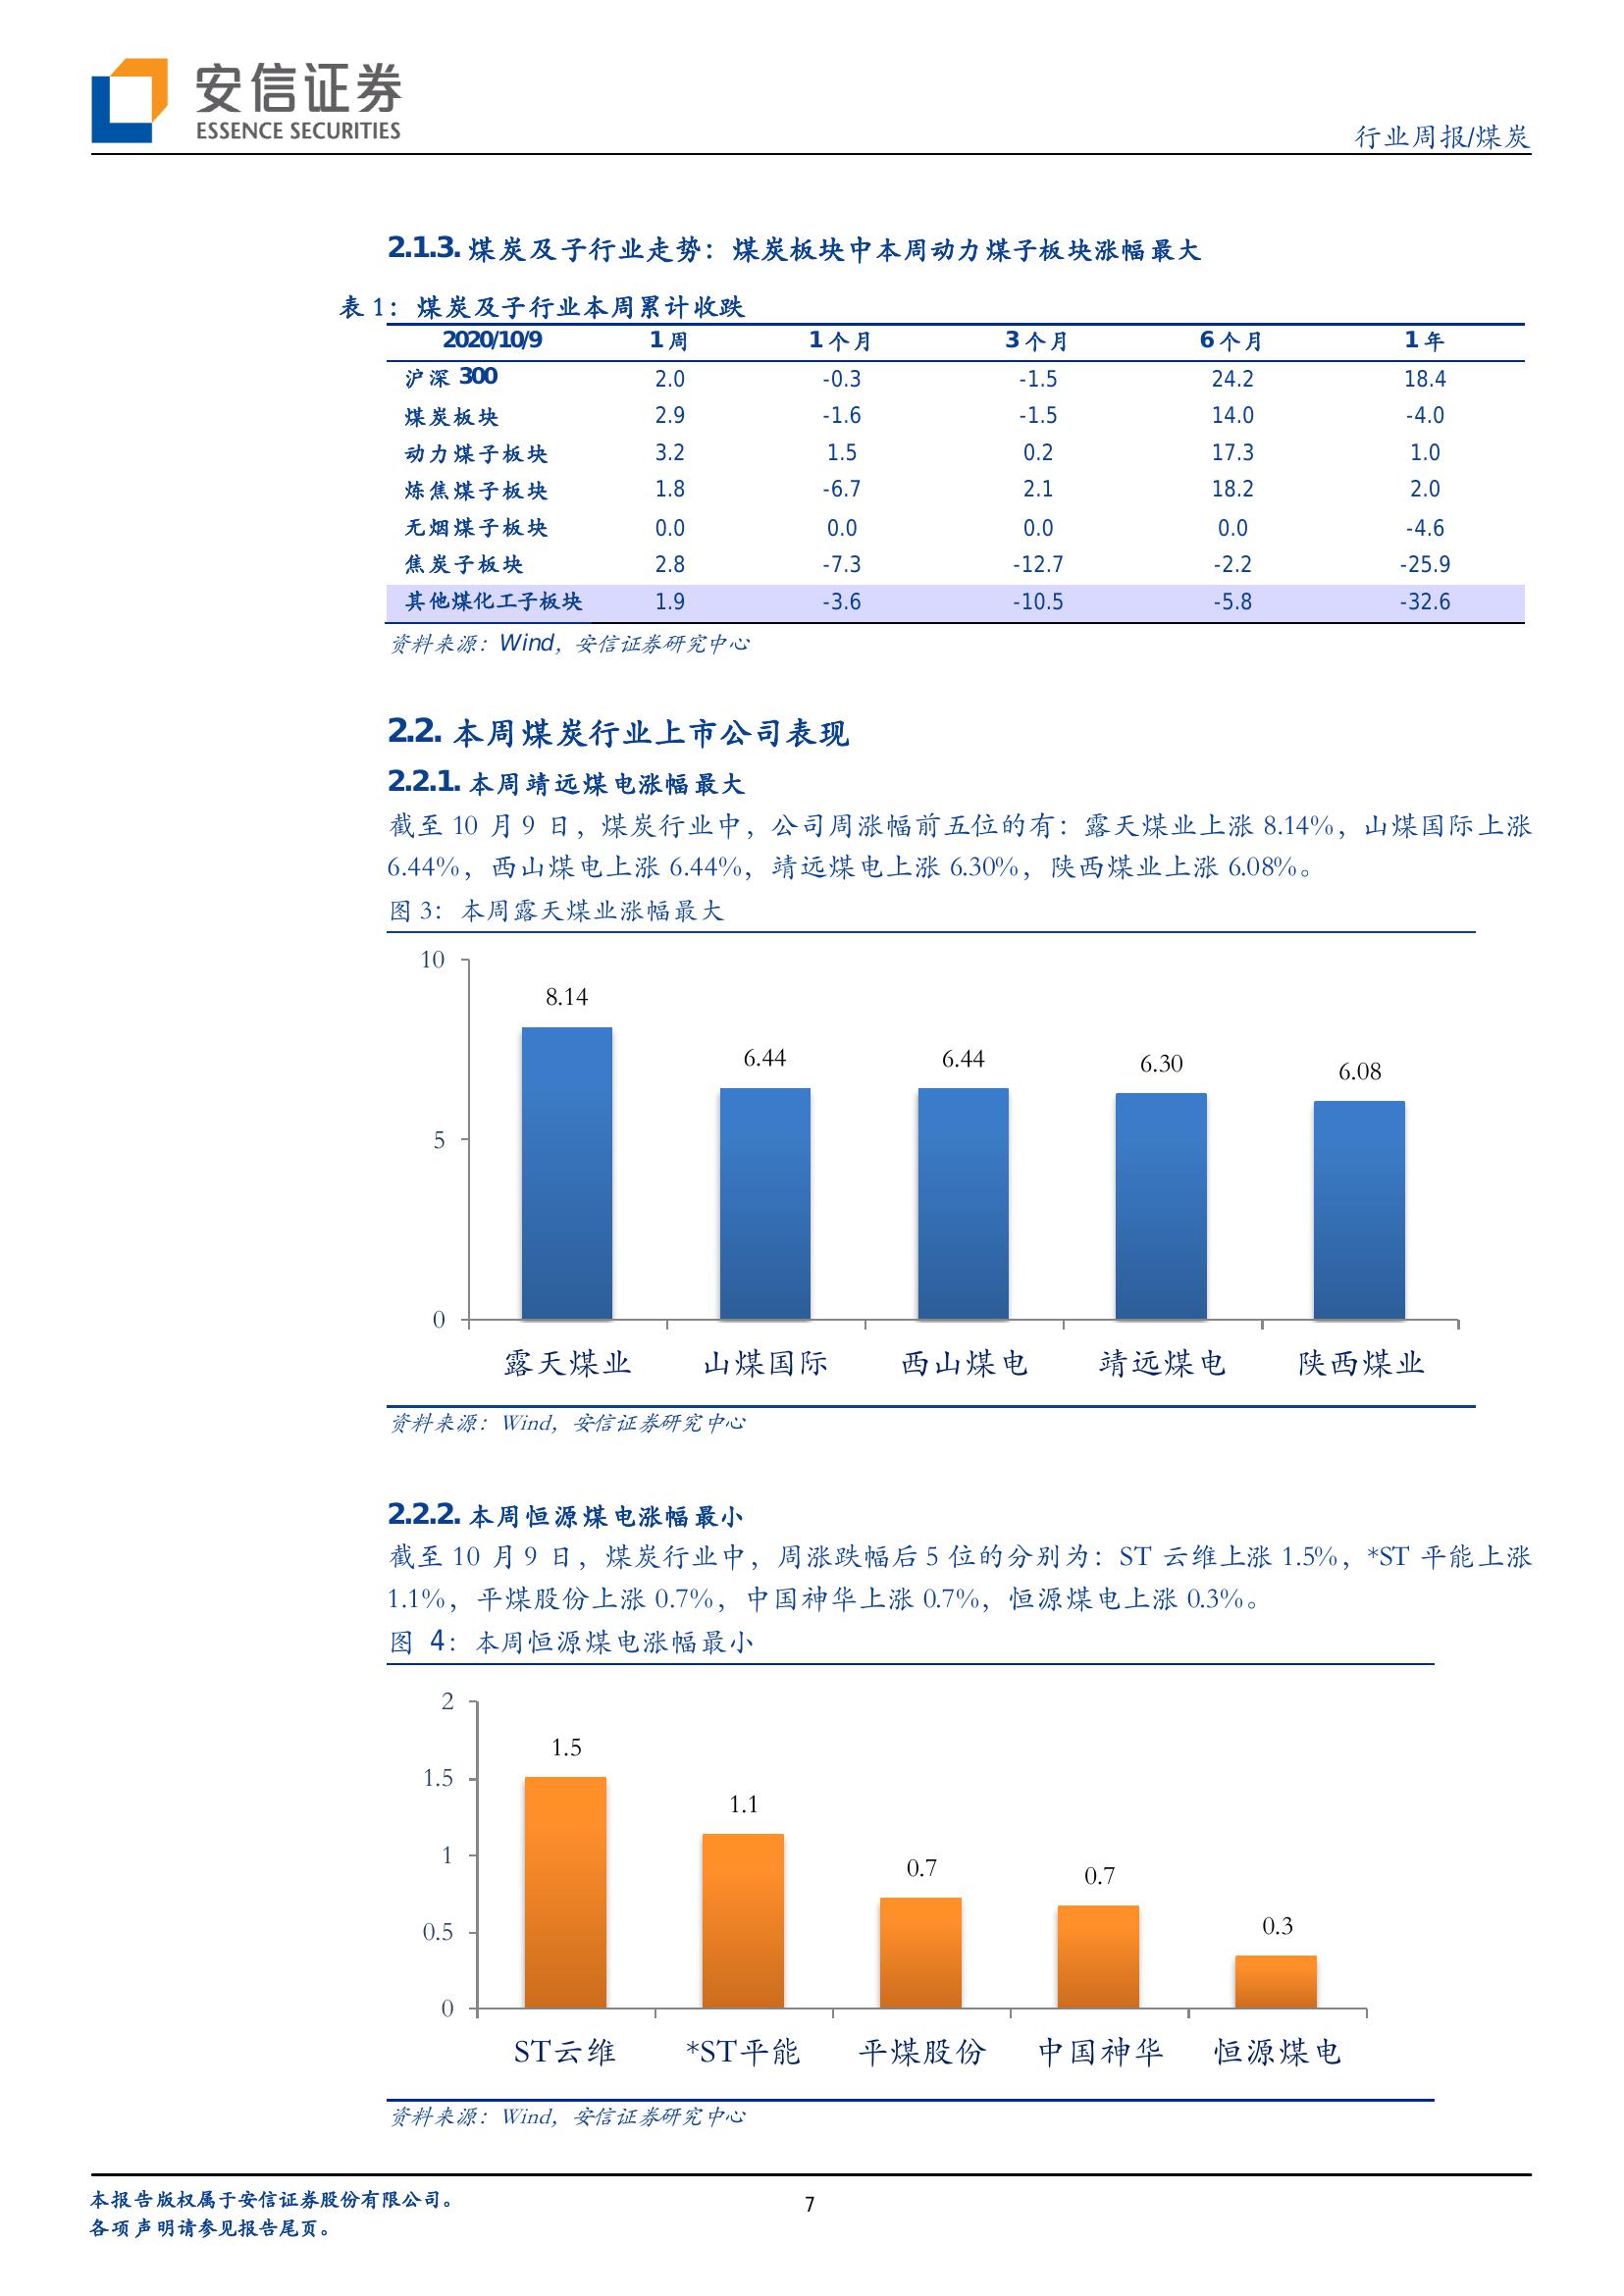 安信证券
ESSENCE SECURITIES
行业周报/煤炭
2.1.3. 煤炭及子行业走势：煤炭板块中本周动力煤子板块涨幅最大
表 1：煤炭及子行业本周累计收跌
2020/10/9 1 周 1 个月 3 个月 6 个月 1 年
沪深 300 2.0 -0.3 -1.5 24.2 18.4
煤炭板块 2.9 -1.6 -1.5 14.0 -4.0
动力煤子板块 3.2 1.5 0.2 17.3 1.0
炼焦煤子板块 1.8 -6.7 2.1 18.2 2.0
无烟煤子板块 0.0 0.0 0.0 0.0 -4.6
焦炭子板块 2.8 -7.3 -12.7 -2.2 -25.9
其他煤化工子板块 1.9 -3.6 -10.5 -5.8 -32.6
资料来源：Wind，安信证券研究中心
2.2. 本周煤炭行业上市公司表现
2.2.1. 本周靖远煤电涨幅最大
截至 10 月 9 日，煤炭行业中，公司周涨幅前五位的有：露天煤业上涨 8.14%，山煤国际上涨
6.44%，西山煤电上涨 6.44%，靖远煤电上涨 6.30%，陕西煤业上涨 6.08%。
图 3：本周露天煤业涨幅最大
10
8.14
6.44
6.44
6.30
6.08
5
0
露天煤业 山煤国际 西山煤电 靖远煤电 陕西煤业
资料来源：Wind，安信证券研究中心
2.2.2. 本周恒源煤电涨幅最小
截至 10 月 9 日，煤炭行业中，周涨跌幅后 5 位的分别为：ST 云维上涨 1.5%，*ST 平能上涨
1.1%，平煤股份上涨 0.7%，中国神华上涨 0.7%，恒源煤电上涨 0.3%。
图 4：本周恒源煤电涨幅最小
2
1.5
1.5
1.1
1
0.7
0.7
0.5
0.3
0
ST云维 *ST平能 平煤股份 中国神华 恒源煤电
资料来源：Wind，安信证券研究中心
本报告版权属于安信证券股份有限公司。
7
各项声明请参见报告尾页。